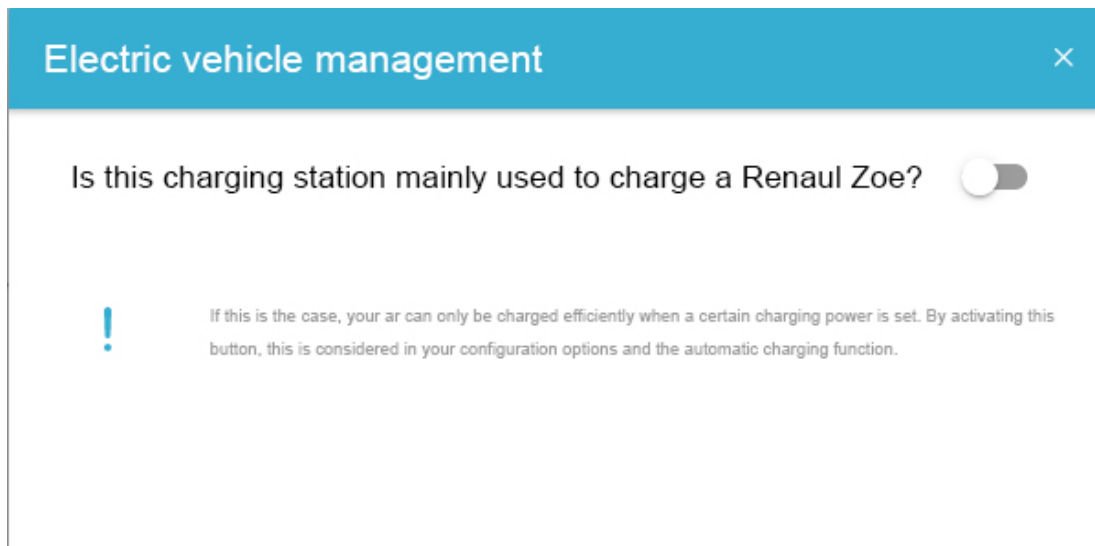 Electric vehicle management
Is this charging station mainly used to charge a Renaul Zoe?
If this is the case, your ar can only be charged efficiently when a certain charging power is set. By activating this
button, this is considered in your configuration options and the automatic charging function.